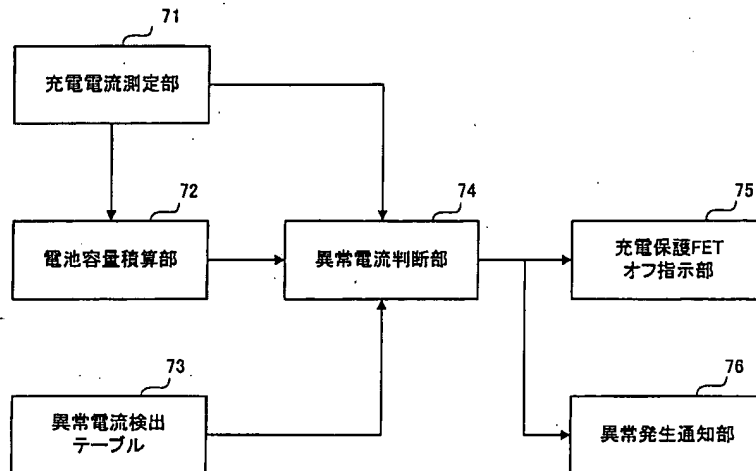 71
充電電流測定部
72
電池容量積算部
74
異常電流判断部
75
充電保護FET
オフ指示部
73
異常電流検出
テーブル
76
異常発生通知部